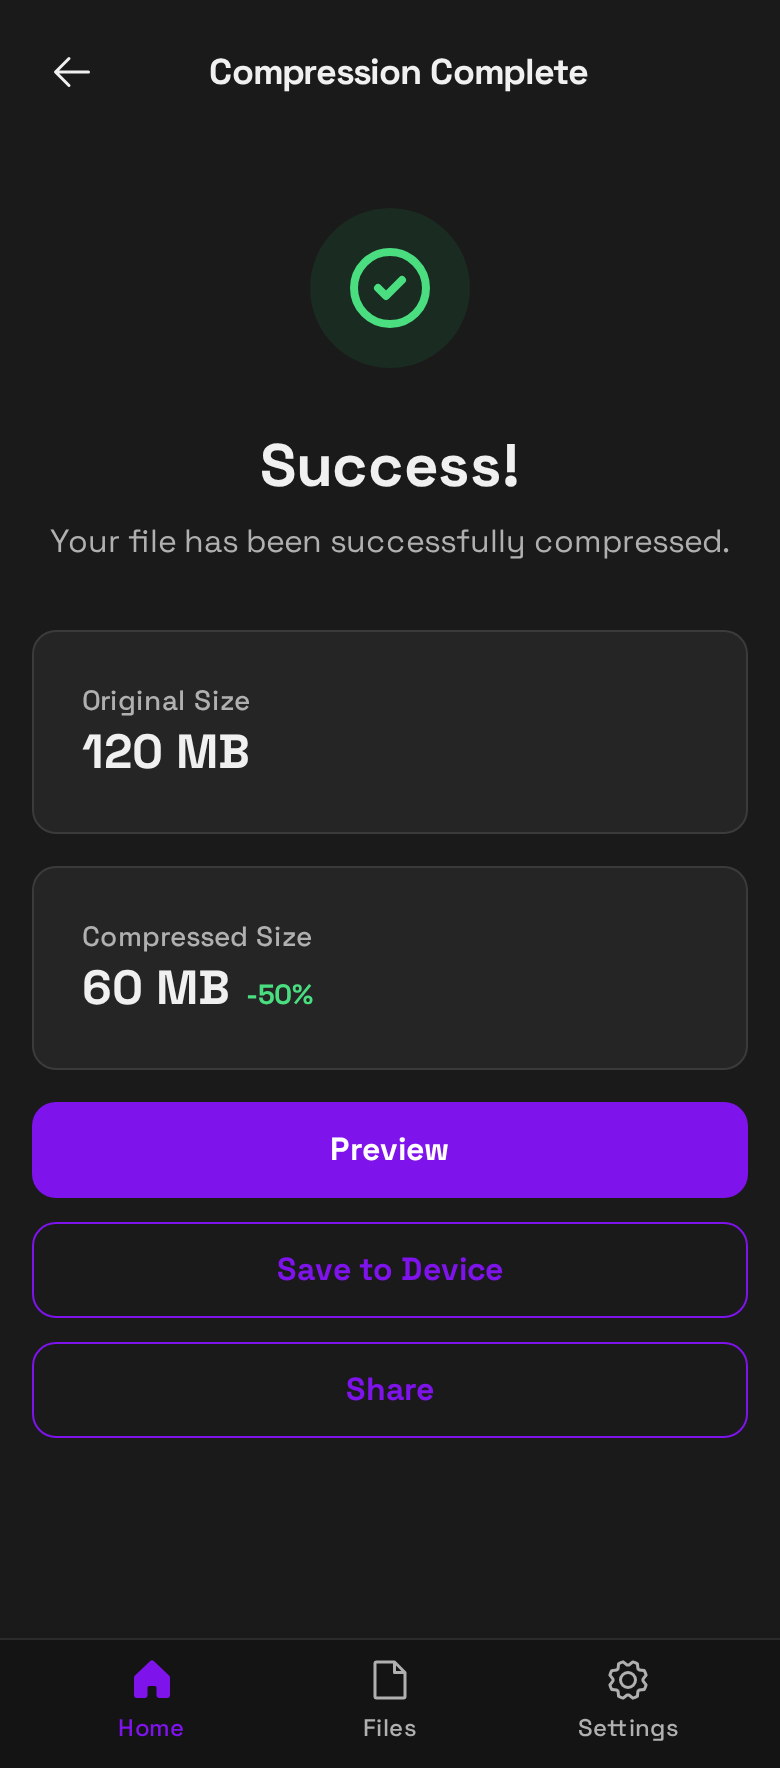 Compression Complete
Success!
Your file has been successfully compressed.
Original Size
120 MB
Compressed Size
60 MB -50%
Preview
Save to Device
Share
Home Files Settings